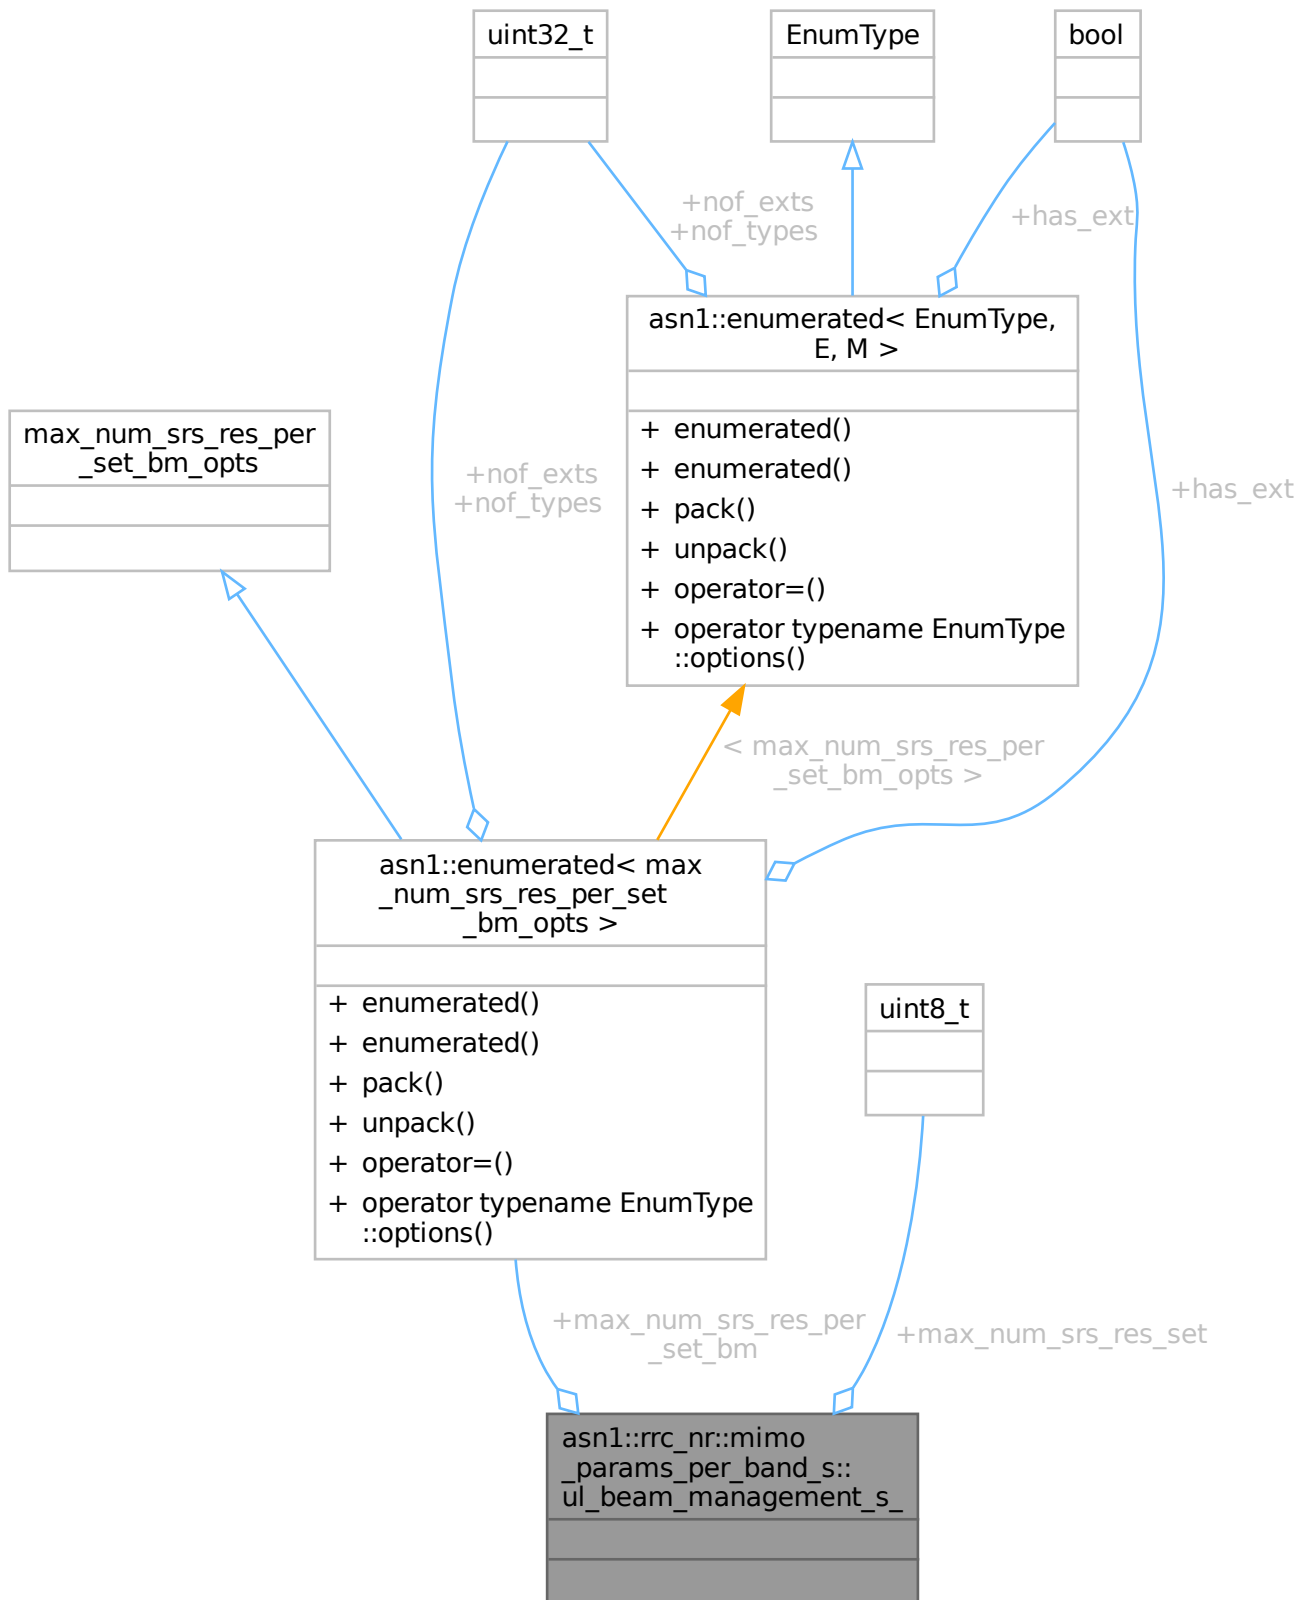 uint32_t
EnumType
bool
+nof_exts
+nof_types
+has_ext
asn1::enumerated< EnumType,
E, M >
+ enumerated()
+ enumerated()
+ pack()
+ unpack()
+ operator=()
+ operator typename EnumType
::options()
max_num_srs_res_per
_set_bm_opts
+nof_exts
+nof_types
+has_ext
< max_num_srs_res_per
_set_bm_opts >
asn1::enumerated< max
_num_srs_res_per_set
_bm_opts >
+ enumerated()
+ enumerated()
+ pack()
+ unpack()
+ operator=()
+ operator typename EnumType
::options()
uint8_t
+max_num_srs_res_per
_set_bm
+max_num_srs_res_set
asn1::rrc_nr::mimo
_params_per_band_s::
ul_beam_management_s_